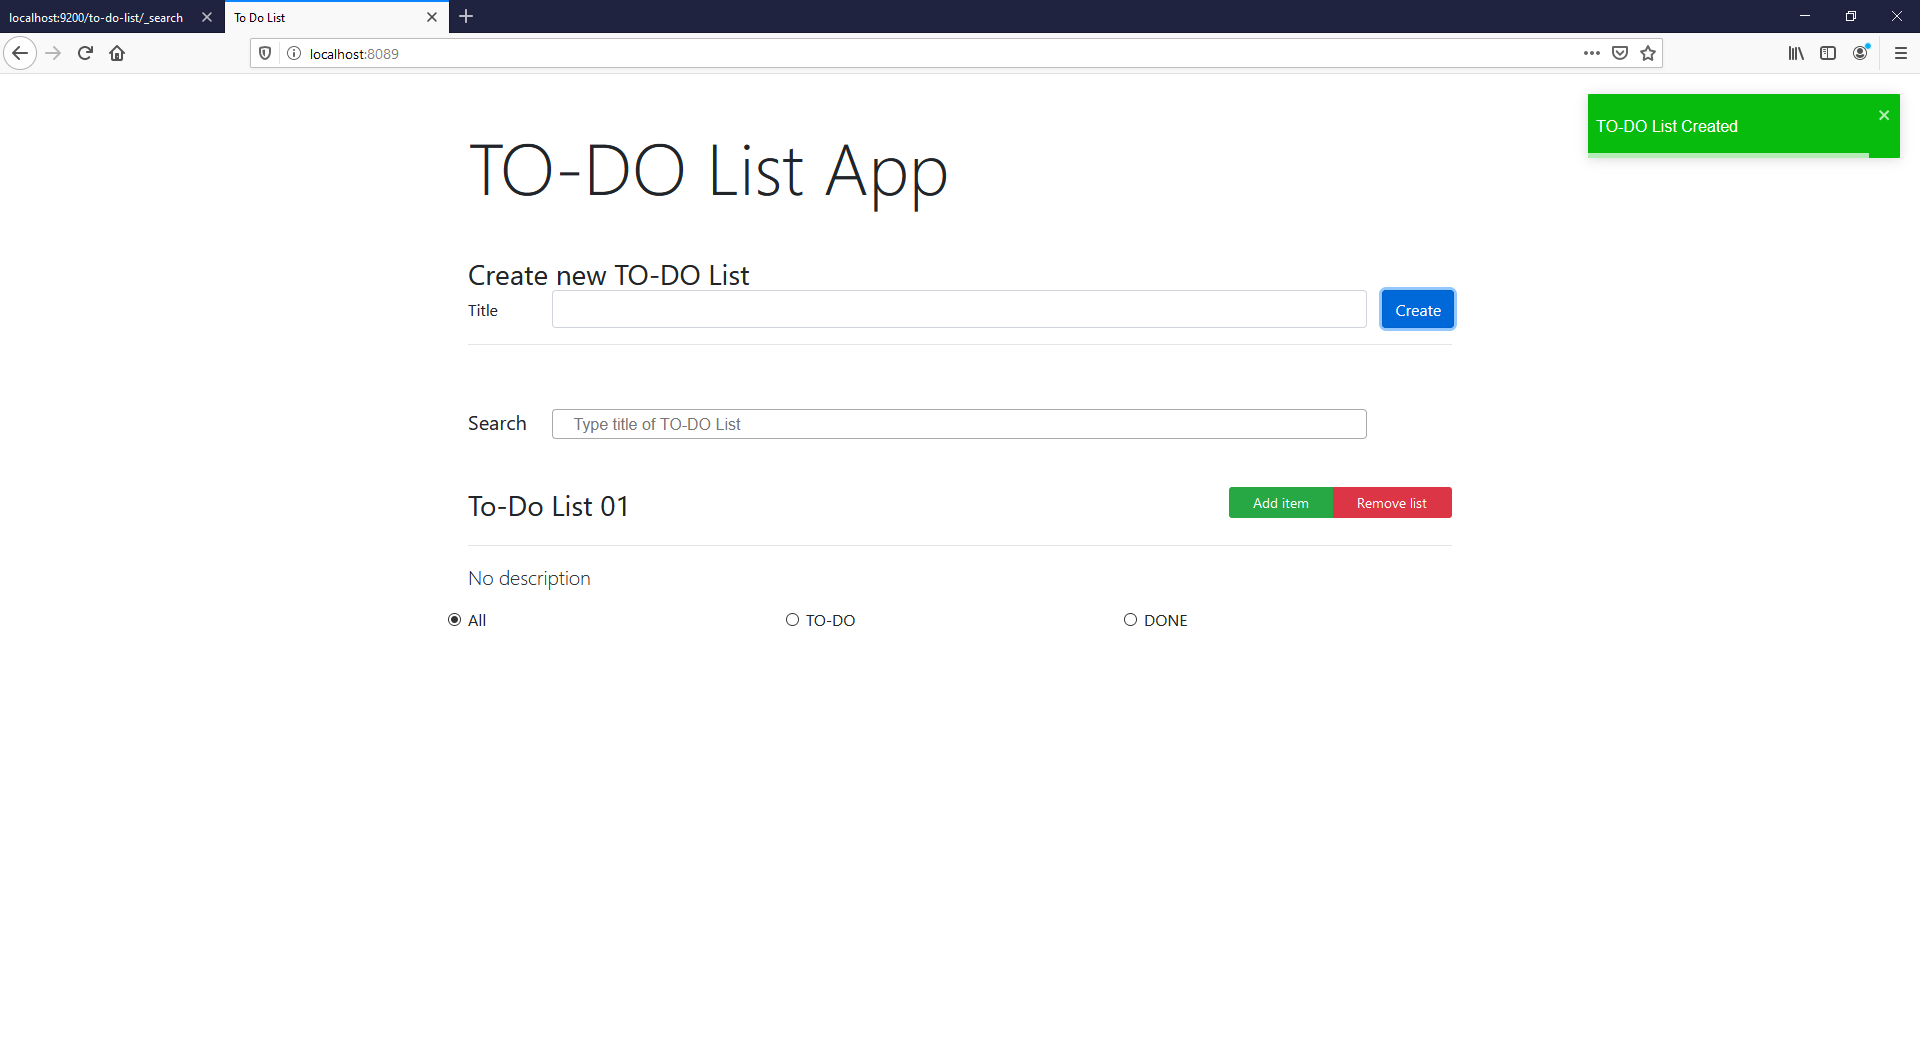 localhost:9200/to-do-list/_search
To Do List
localhost:8089
TO-DO List Created
TO-DO List App
Create new TO-DO List
Title
Create
Search
Type title of TO-DO List
To-Do List 01
Add item
Remove list
No description
All
TO-DO
DONE